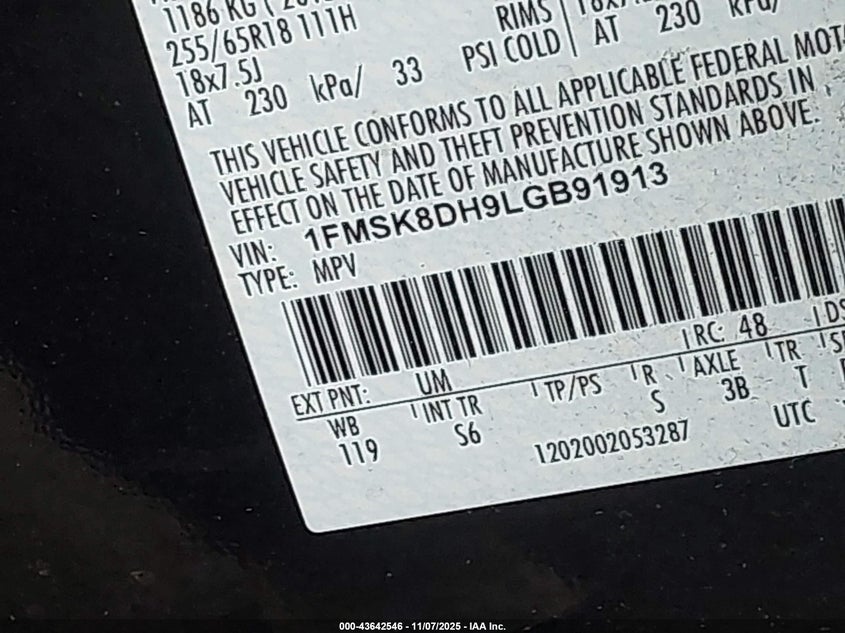 1186 KG
255/65R18 111H
18x7.5J
AT 230 kPa/ 33
RIMS
PSI COLD
AT 230 kPa/
THIS VEHICLE CONFORMS TO ALL APPLICABLE FEDERAL MOT
VEHICLE SAFETY AND THEFT PREVENTION STANDARDS IN
EFFECT ON THE DATE OF MANUFACTURE SHOWN ABOVE.
VIN: 1FMSK8DH9LGB91913
TYPE: MPV
EXT PNT: UM RC: 48 DS
WB INT TR TP/PS R AXLE TR
119 S6 S 3B T
1202002053287 UTC
000-43642546 - 11/07/2025 - IAA Inc.